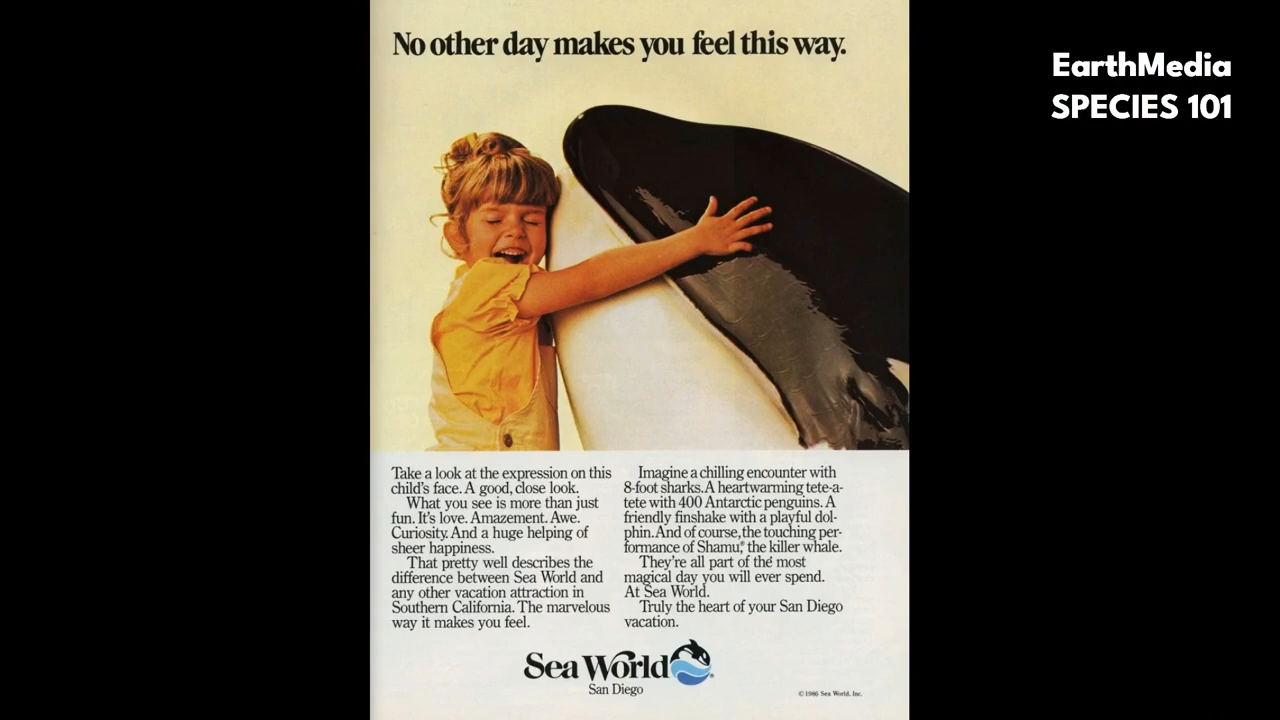 No other day makes you feel this way.
EarthMedia
SPECIES 101
Take a look at the expression on this
child's face. A good, close look.
What you see is more than just
fun. It's love. Amazement. Awe.
Curiosity. And a huge helping of
sheer happiness.
That pretty well describes the
difference between Sea World and
any other vacation attraction in
Southern California. The marvelous
way it makes you feel.
Imagine a chilling encounter with
8-foot sharks. A heartwarming tete-a-
tete with 400 Antarctic penguins. A
friendly finshake with a playful dol-
phin. And of course, the touching per-
formance of Shamu,® the killer whale.
They're all part of the most
magical day you will ever spend.
At Sea World.
Truly the heart of your San Diego
vacation.
Sea World®
San Diego
©1986 Sea World, Inc.